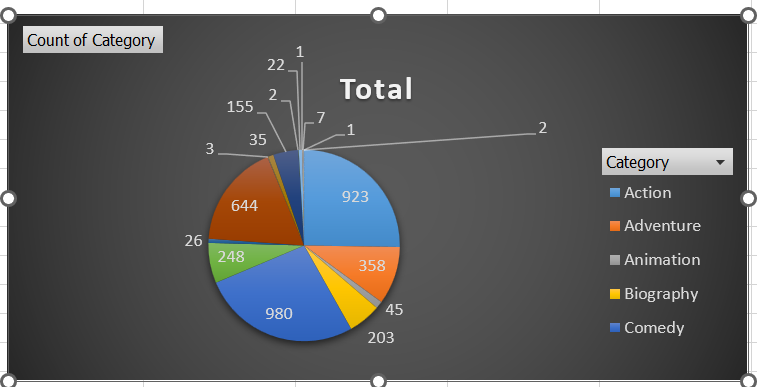 Count of Category
Total
1
22
2
155
35
3
7
1
2
923
644
358
26
248
45
980
203
Category
Action
Adventure
Animation
Biography
Comedy